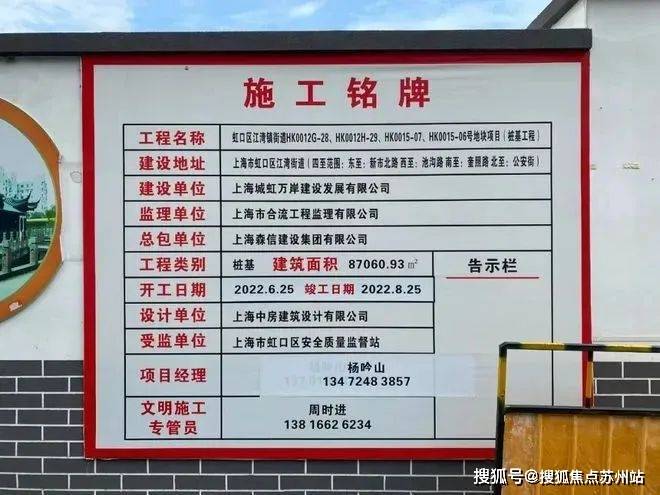 施工铭牌
工程名称 虹口区江湾镇街道HK0012G-28、HK0012H-29、HK0015-07、HK0015-06号地块项目（桩基工程）
建设地址 上海市虹口区江湾街道（四至范围：东至：新市北路 西至：池沟路 南至：奎照路 北至：公安街）
建设单位 上海城虹万岸建设发展有限公司
监理单位 上海市合流工程监理有限公司
总包单位 上海森信建设集团有限公司
工程类别 桩基 建筑面积 87060.93㎡ 告示栏
开工日期 2022.6.25 竣工日期 2022.8.25
设计单位 上海中房建筑设计有限公司
受监单位 上海市虹口区安全质量监督站
项目经理 杨吟山
134 7248 3857
文明施工 周时进
专管员 138 1662 6234
搜狐号@搜狐焦点苏州站